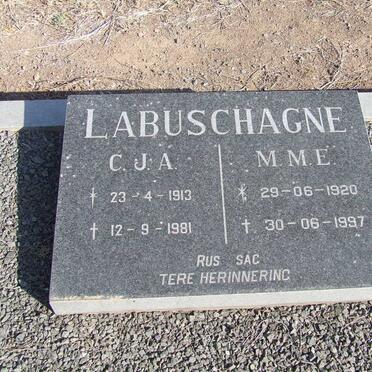 LABUSCHAGNE
C.J.A. M.M.E.
* 23-4-1913 * 29-06-1920
† 12-9-1981 † 30-06-1997
RUS SAG
TERE HERINNERING